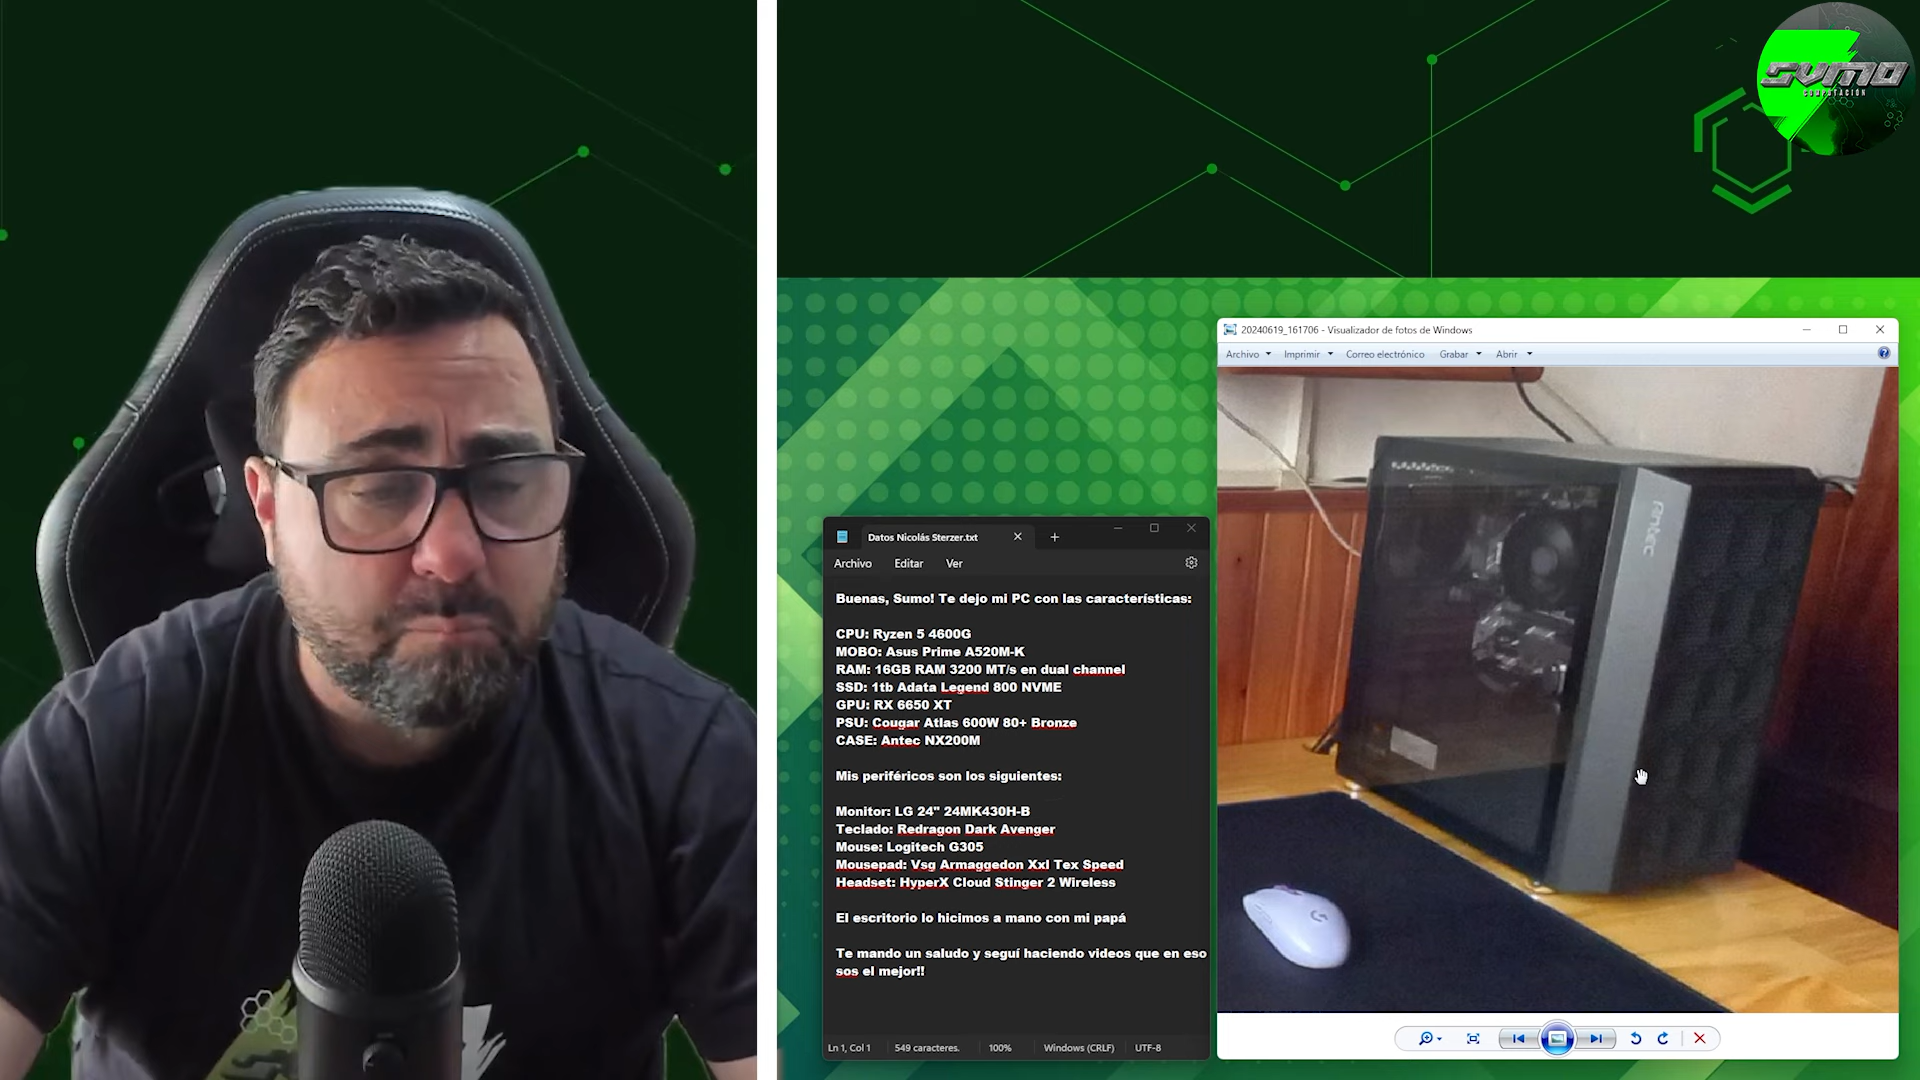 SUMO
COMPUTACIÓN
20240619_161706 - Visualizador de fotos de Windows
Archivo Imprimir Correo electrónico Grabar Abrir
antec
Datos Nicolás Sterzer.txt
Archivo Editar Ver
Buenas, Sumo! Te dejo mi PC con las características:
CPU: Ryzen 5 4600G
MOBO: Asus Prime A520M-K
RAM: 16GB RAM 3200 MT/s en dual channel
SSD: 1tb Adata Legend 800 NVME
GPU: RX 6650 XT
PSU: Cougar Atlas 600W 80+ Bronze
CASE: Antec NX200M
Mis periféricos son los siguientes:
Monitor: LG 24" 24MK430H-B
Teclado: Redragon Dark Avenger
Mouse: Logitech G305
Mousepad: Vsg Armaggedon Xxl Tex Speed
Headset: HyperX Cloud Stinger 2 Wireless
El escritorio lo hicimos a mano con mi papá
Te mando un saludo y seguí haciendo videos que en eso
sos el mejor!!
Ln 1, Col 1 549 caracteres. 100% Windows (CRLF) UTF-8